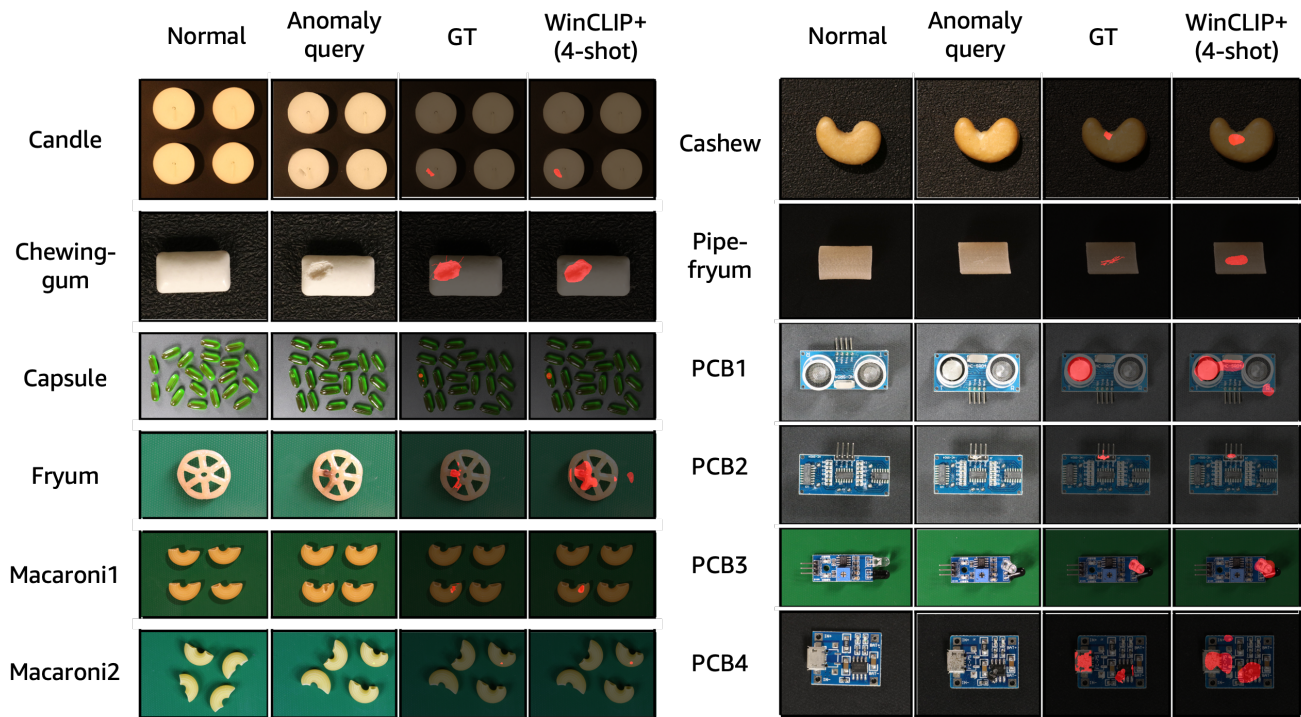 Normal
Anomaly
query
GT
WinCLIP+
(4-shot)
Candle
Chewing-
gum
Capsule
Fryum
Macaroni1
Macaroni2
Normal
Anomaly
query
GT
WinCLIP+
(4-shot)
Cashew
Pipe-
fryum
PCB1
PCB2
PCB3
PCB4